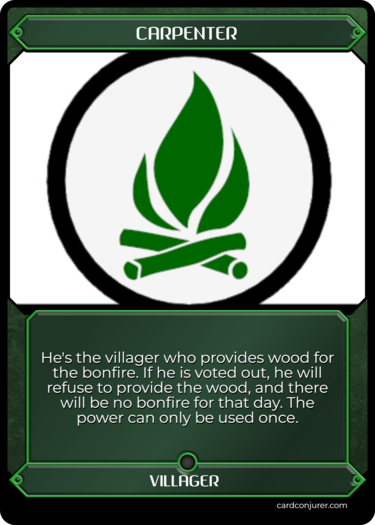 CARPENTER
He's the villager who provides wood for
the bonfire. If he is voted out, he will
refuse to provide the wood, and there
will be no bonfire for that day. The
power can only be used once.
VILLAGER
cardconjurer.com